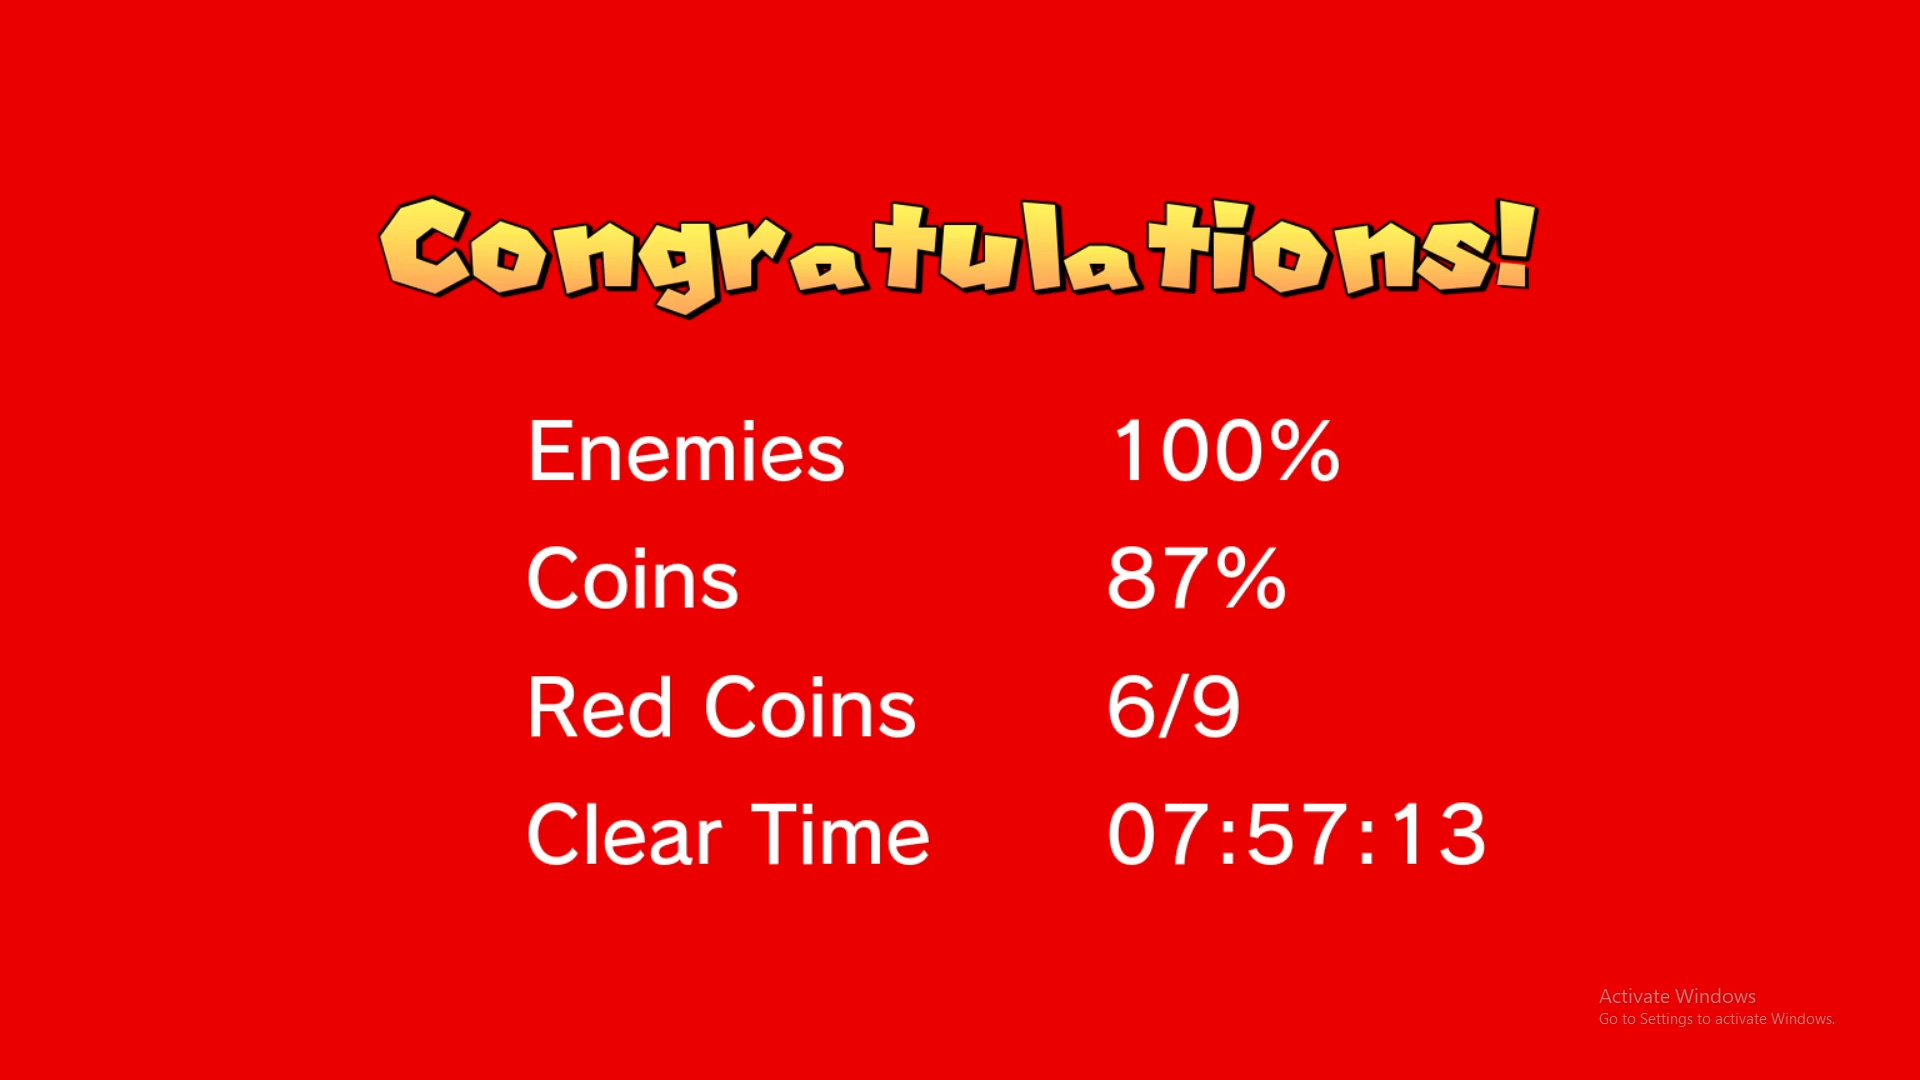 Congratulations!
Enemies 100%
Coins 87%
Red Coins 6/9
Clear Time 07:57:13
Activate Windows
Go to Settings to activate Windows.